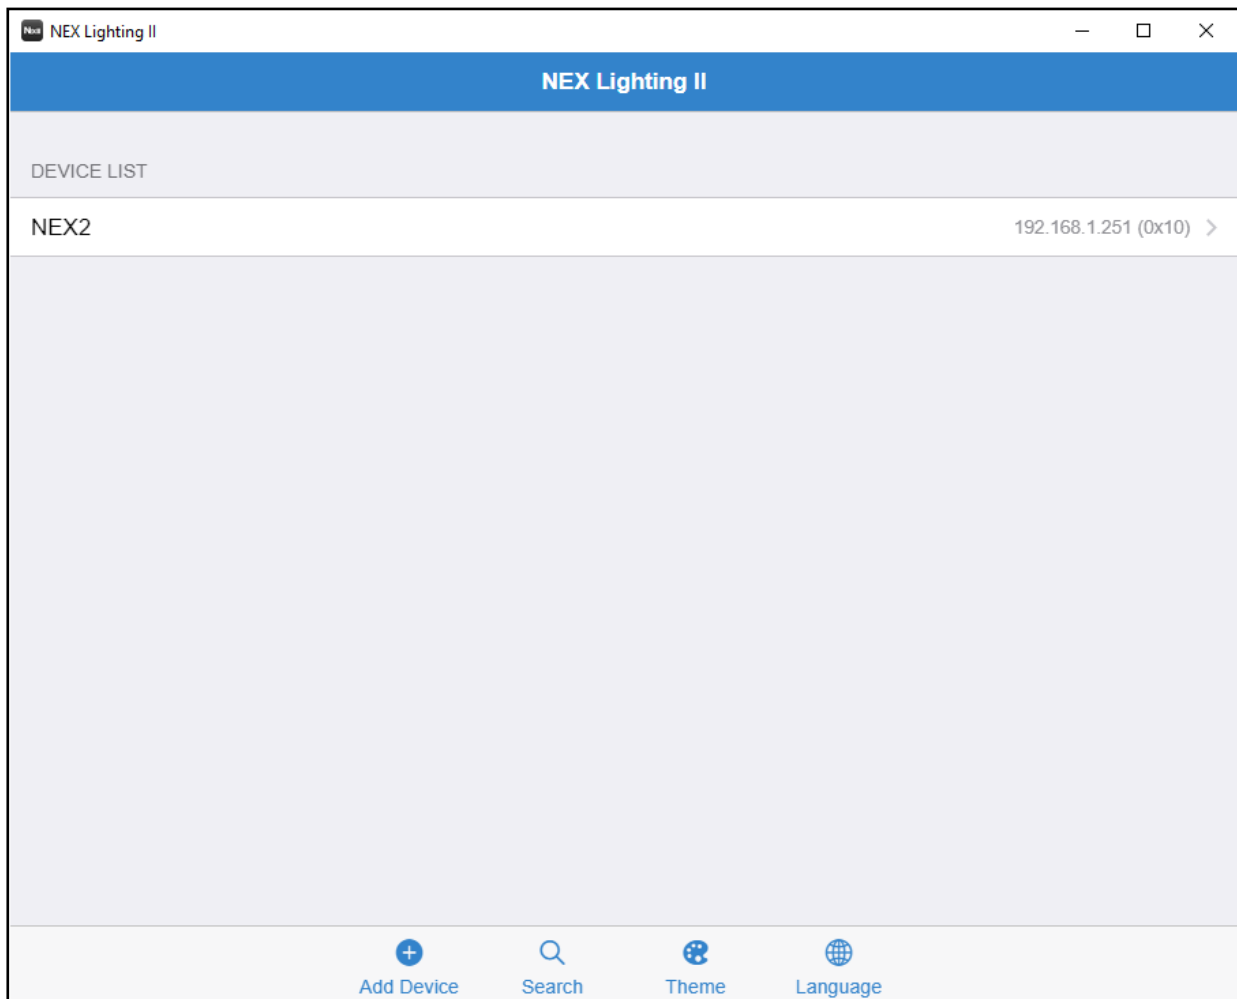 NEX Lighting II
NEX Lighting II
DEVICE LIST
NEX2 192.168.1.251 (0x10)
Add Device Search Theme Language